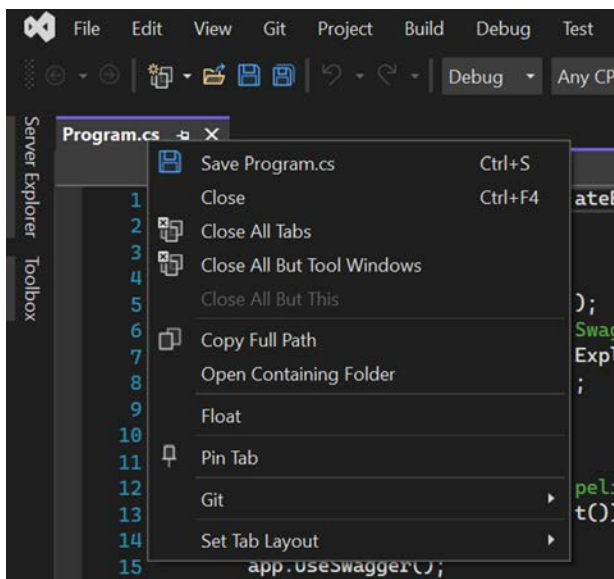 File Edit View Git Project Build Debug Test
Debug Any CP
Server Explorer
Toolbox
Program.cs
Save Program.cs Ctrl+S
Close Ctrl+F4
Close All Tabs
Close All But Tool Windows
Close All But This
Copy Full Path
Open Containing Folder
Float
Pin Tab
Git
Set Tab Layout
1 ateB
2
3
4
5 );
6 Swag
7 Expl
8 ;
9
10
11
12 peli
13 t())
14
15 app.UseSwagger();